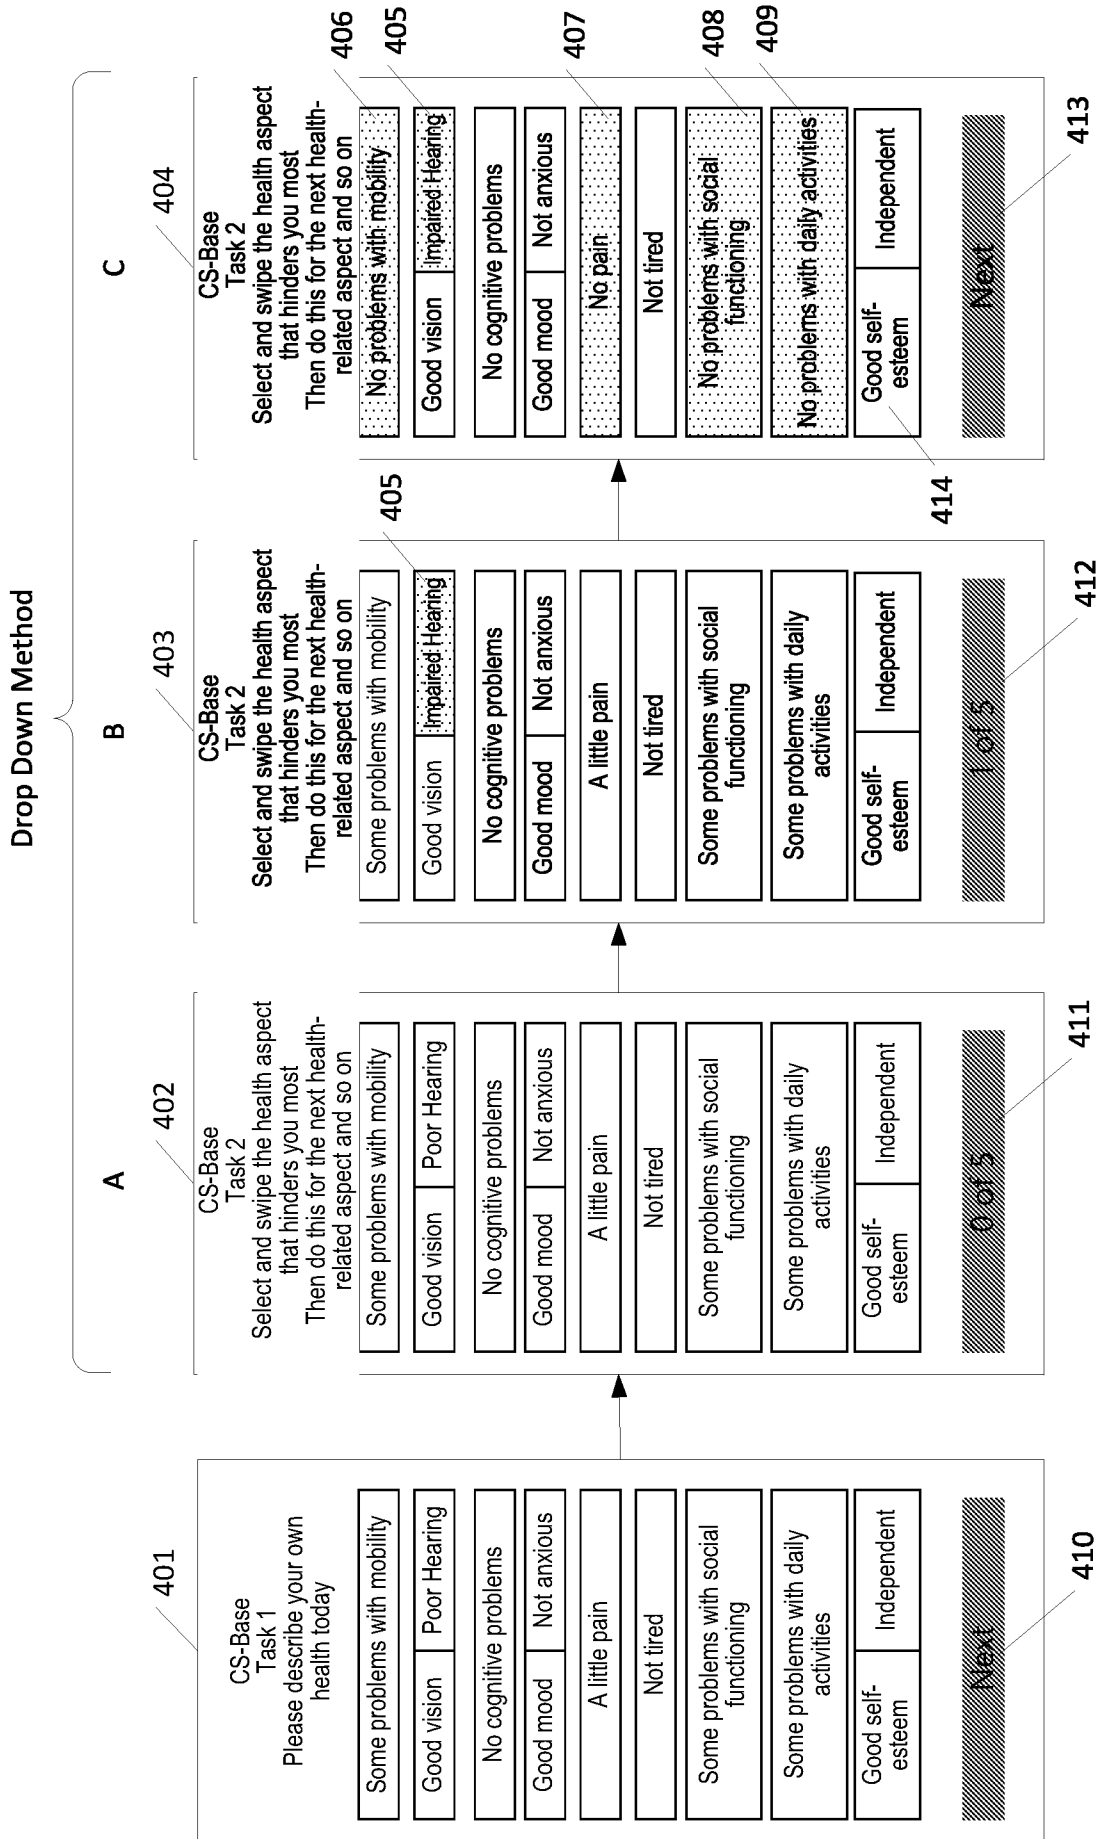 Drop Down Method
A
B
C
401
CS-Base
Task 1
Please describe your own
health today
Some problems with mobility
Good vision
Poor Hearing
No cognitive problems
Good mood
Not anxious
A little pain
Not tired
Some problems with social
functioning
Some problems with daily
activities
Good self-
esteem
Independent
Next
410
402
CS-Base
Task 2
Select and swipe the health aspect
that hinders you most
Then do this for the next health-
related aspect and so on
Some problems with mobility
Good vision
Poor Hearing
No cognitive problems
Good mood
Not anxious
A little pain
Not tired
Some problems with social
functioning
Some problems with daily
activities
Good self-
esteem
Independent
0 of 5
411
403
CS-Base
Task 2
Select and swipe the health aspect
that hinders you most
Then do this for the next health-
related aspect and so on
Some problems with mobility
405
Good vision
Impaired Hearing
No cognitive problems
Good mood
Not anxious
A little pain
Not tired
Some problems with social
functioning
Some problems with daily
activities
Good self-
esteem
Independent
1 of 5
412
404
CS-Base
Task 2
Select and swipe the health aspect
that hinders you most
Then do this for the next health-
related aspect and so on
No problems with mobility
406
Good vision
Impaired Hearing
405
No cognitive problems
Good mood
Not anxious
No pain
407
Not tired
No problems with social
functioning
408
No problems with daily activities
409
Good self-
esteem
Independent
414
Next
413